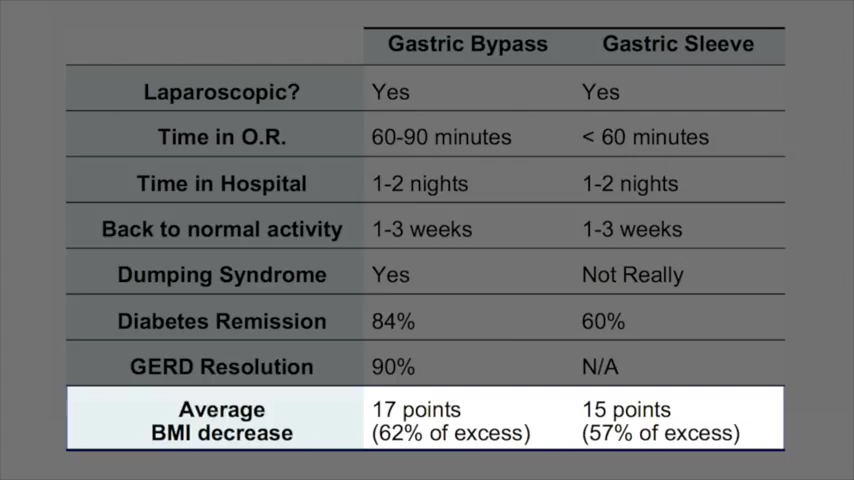 Gastric Bypass Gastric Sleeve
Laparoscopic? Yes Yes
Time in O.R. 60-90 minutes < 60 minutes
Time in Hospital 1-2 nights 1-2 nights
Back to normal activity 1-3 weeks 1-3 weeks
Dumping Syndrome Yes Not Really
Diabetes Remission 84% 60%
GERD Resolution 90% N/A
Average 17 points 15 points
BMI decrease (62% of excess) (57% of excess)